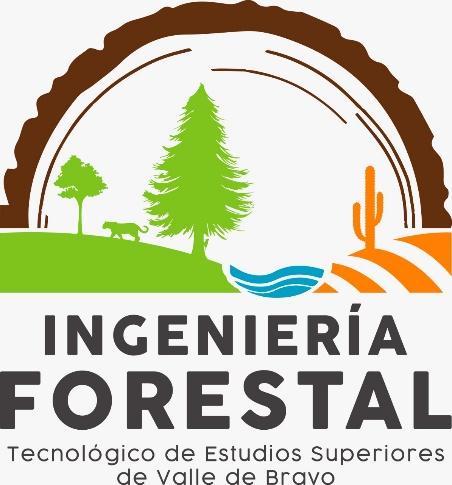 INGENIERÍA
FORESTAL
Tecnológico de Estudios Superiores
de Valle de Bravo